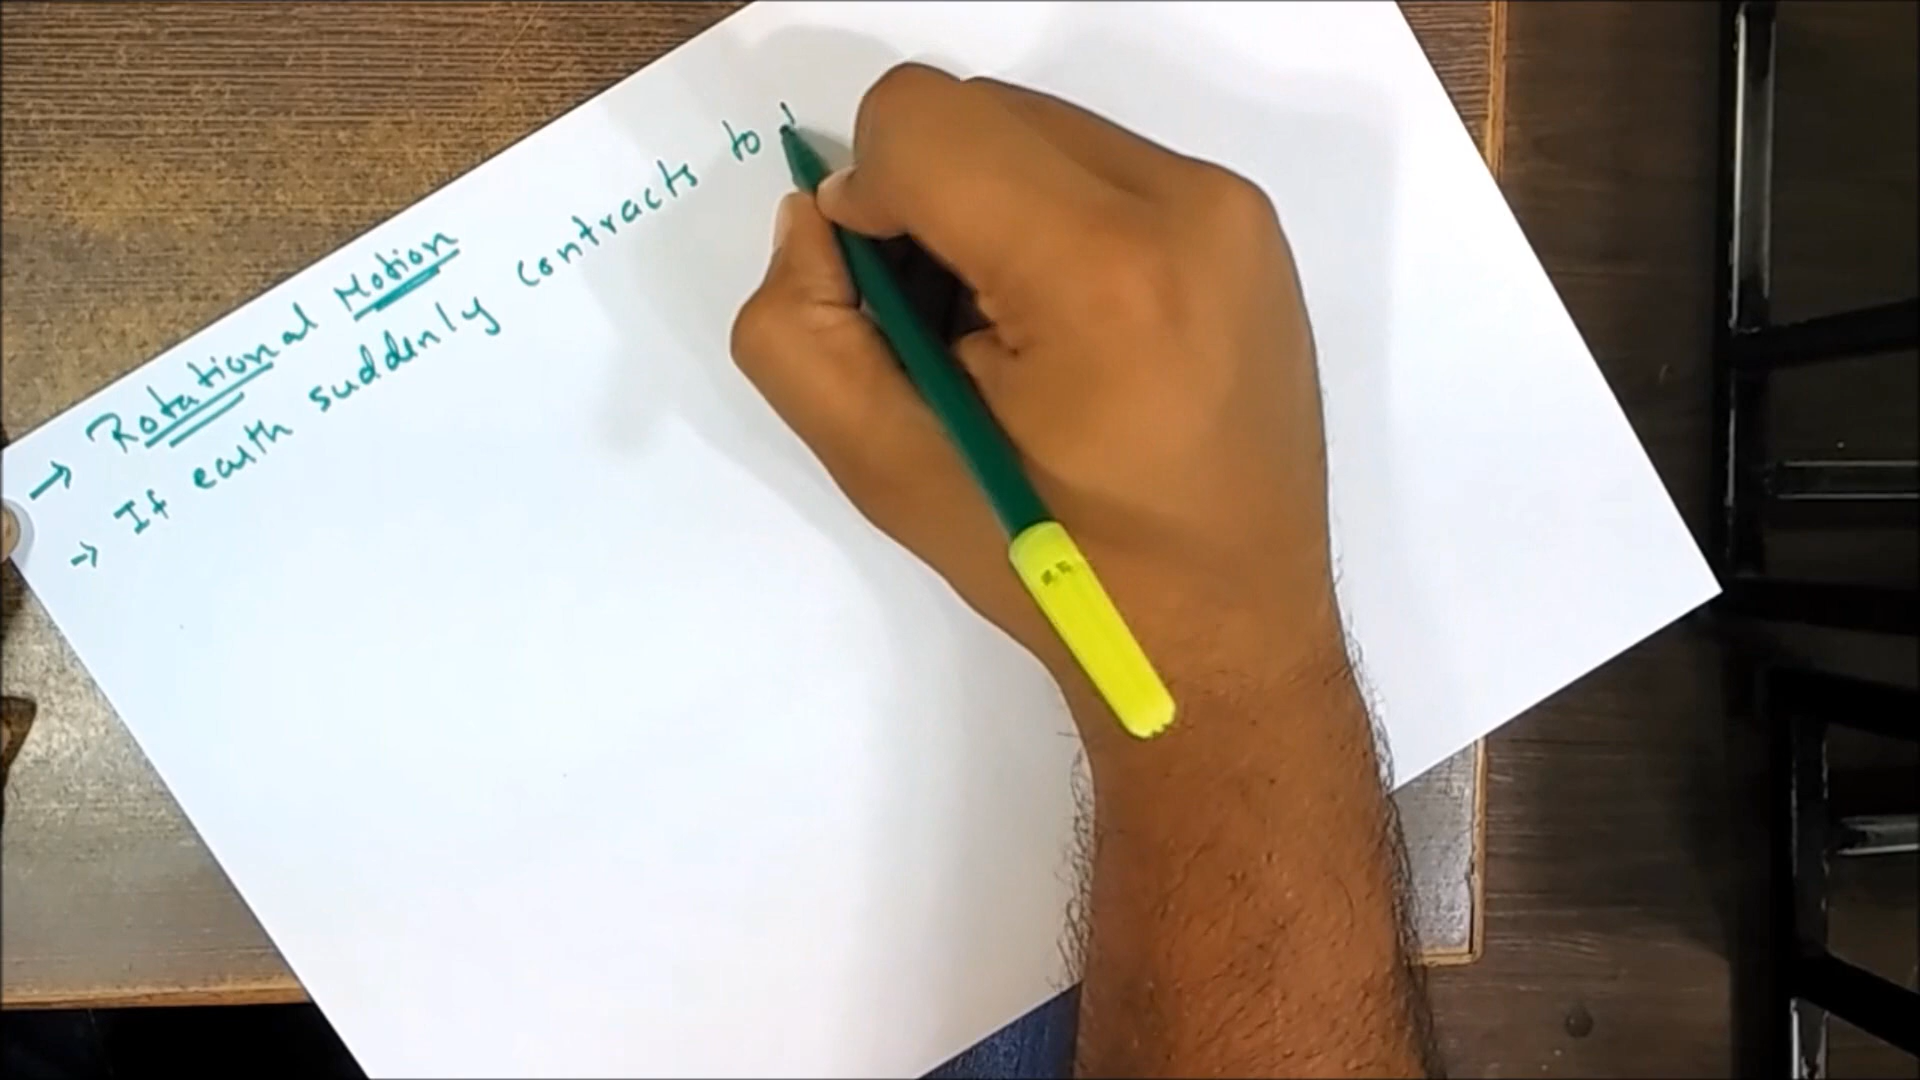 → Rotational Motion
→ If earth suddenly contracts to